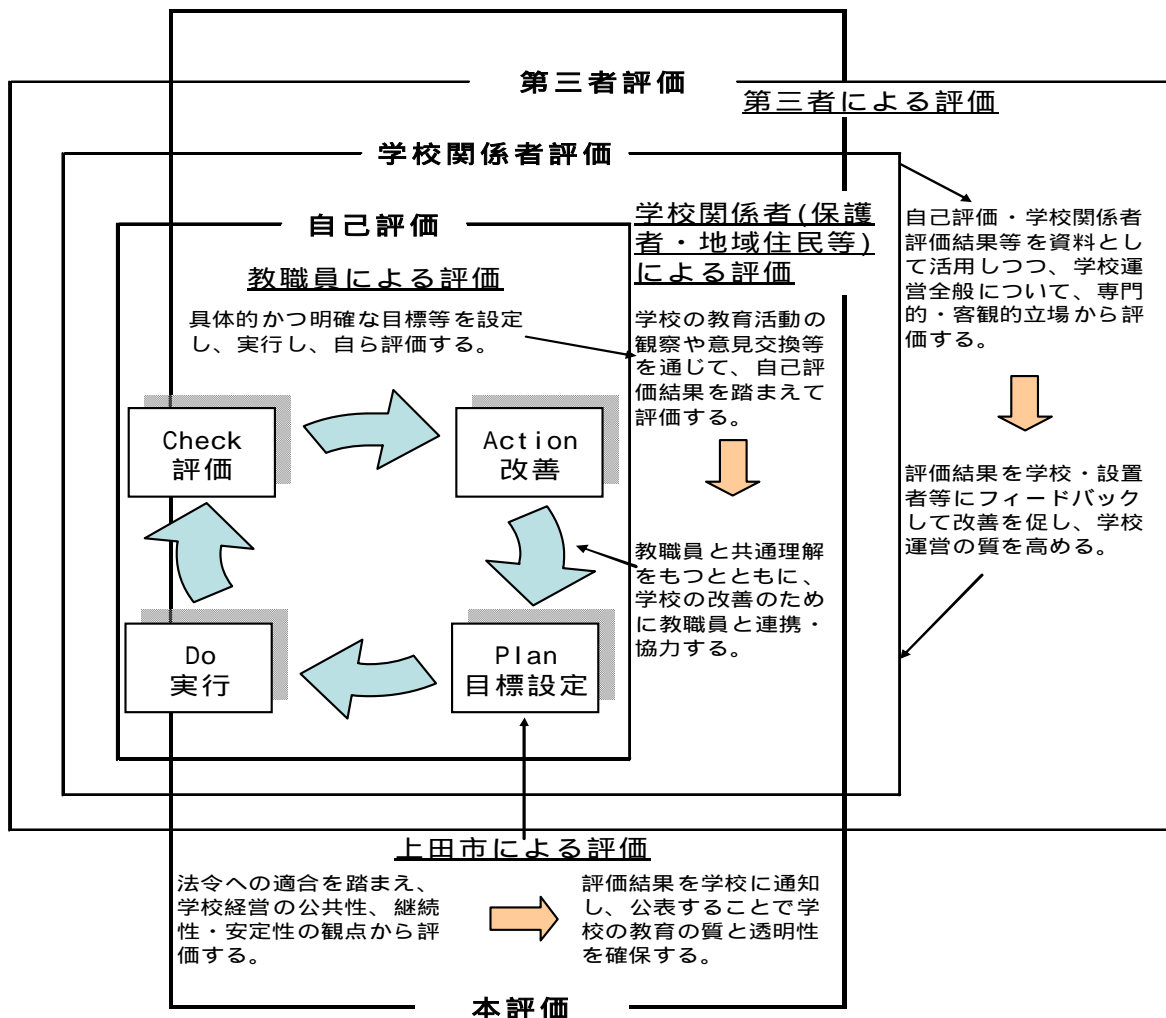 第三者評価
第三者による評価
学校関係者評価
自己評価
教職員による評価
具体的かつ明確な目標等を設定
し、実行し、自ら評価する。
学校関係者(保護
者・地域住民等)
による評価
学校の教育活動の
観察や意見交換等
を通じて、自己評
価結果を踏まえて
評価する。
自己評価・学校関係者
評価結果等を資料とし
て活用しつつ、学校運
営全般について、専門
的・客観的立場から評
価する。
Check
評価
Action
改善
教職員と共通理解
をもつとともに、
学校の改善のため
に教職員と連携・
協力する。
評価結果を学校・設置
者等にフィードバック
して改善を促し、学校
運営の質を高める。
Do
実行
Plan
目標設定
上田市による評価
法令への適合を踏まえ、
学校経営の公共性、継続
性・安定性の観点から評
価する。
評価結果を学校に通知
し、公表することで学
校の教育の質と透明性
を確保する。
本評価